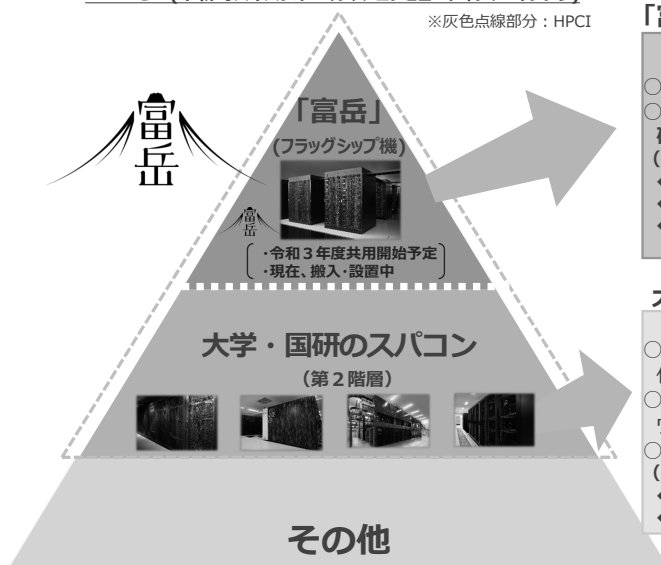 ※灰色点線部分：HPCI
「富岳」
(フラッグシップ機)
富岳
富岳
・令和３年度共用開始予定
・現在、搬入・設置中
大学・国研のスパコン
（第２階層）
その他